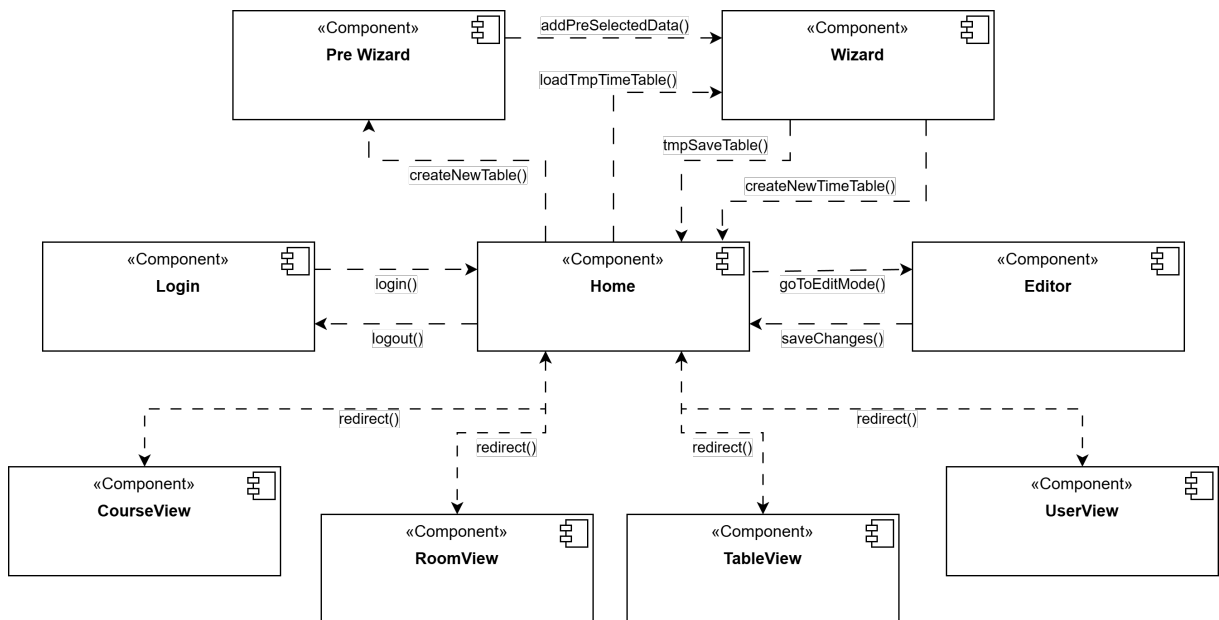 «Component»
Pre Wizard
addPreSelectedData()
«Component»
Wizard
loadTmpTimeTable()
tmpSaveTable()
createNewTable()
createNewTimeTable()
«Component»
Login
login()
logout()
«Component»
Home
goToEditMode()
saveChanges()
«Component»
Editor
redirect()
redirect()
redirect()
redirect()
«Component»
CourseView
«Component»
RoomView
«Component»
TableView
«Component»
UserView